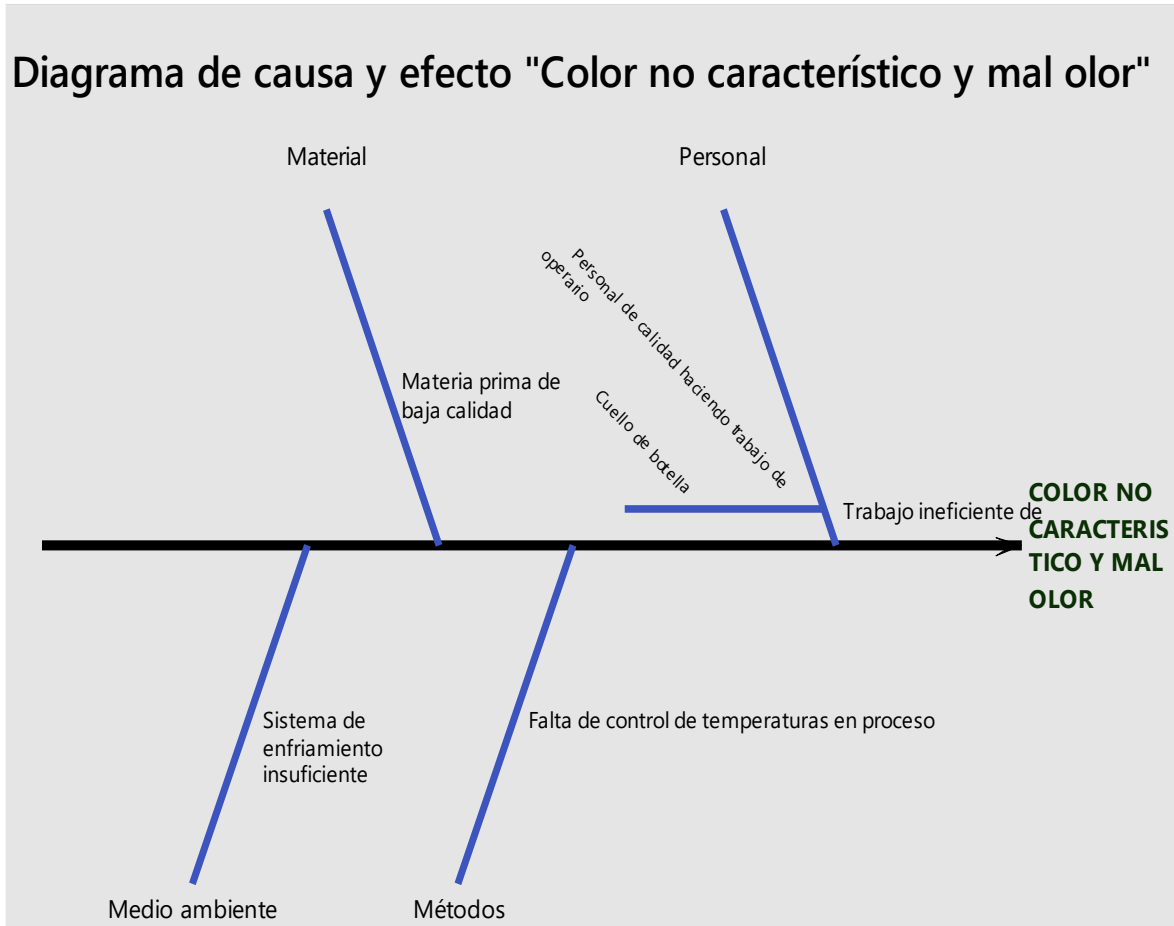 Diagrama de causa y efecto "Color no característico y mal olor"
Material
Personal
Personal de calidad haciendo trabajo de
operario
Materia prima de
baja calidad
Cuello de botella
Trabajo ineficiente de
COLOR NO
CARACTERIS
TICO Y MAL
OLOR
Sistema de
enfriamiento
insuficiente
Falta de control de temperaturas en proceso
Medio ambiente
Métodos